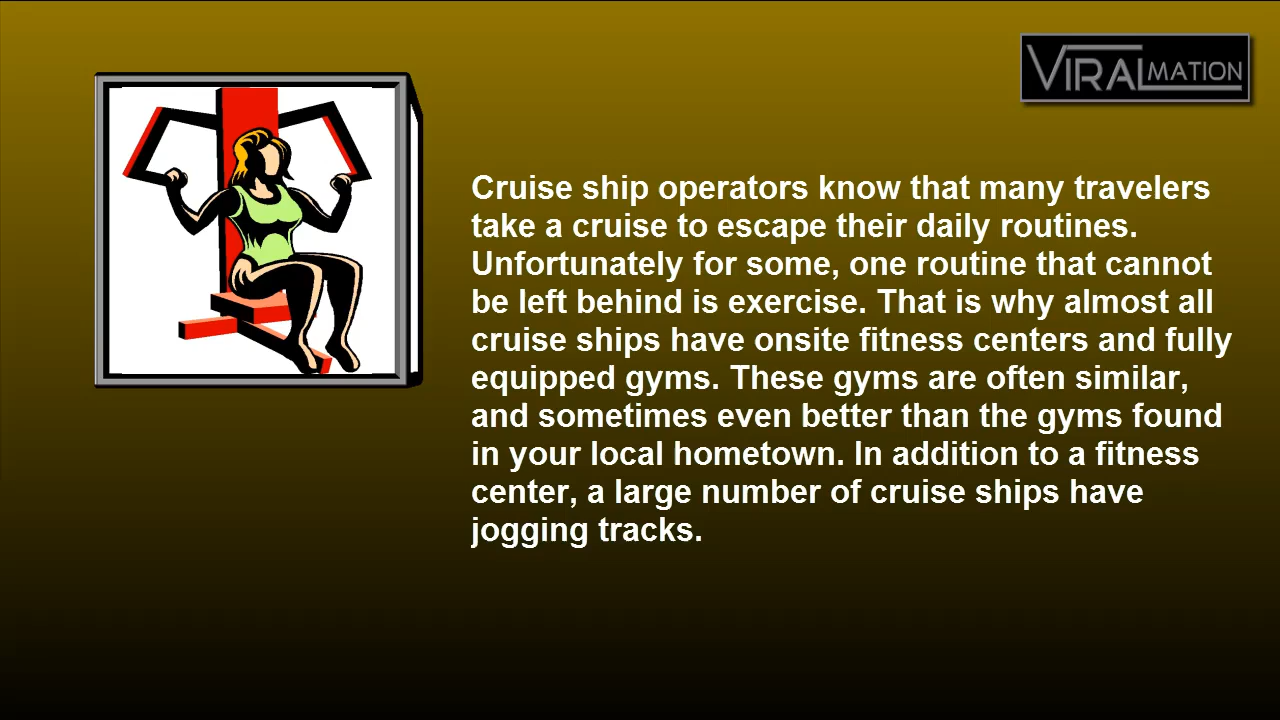 VIRALMATION
Cruise ship operators know that many travelers
take a cruise to escape their daily routines.
Unfortunately for some, one routine that cannot
be left behind is exercise. That is why almost all
cruise ships have onsite fitness centers and fully
equipped gyms. These gyms are often similar,
and sometimes even better than the gyms found
in your local hometown. In addition to a fitness
center, a large number of cruise ships have
jogging tracks.